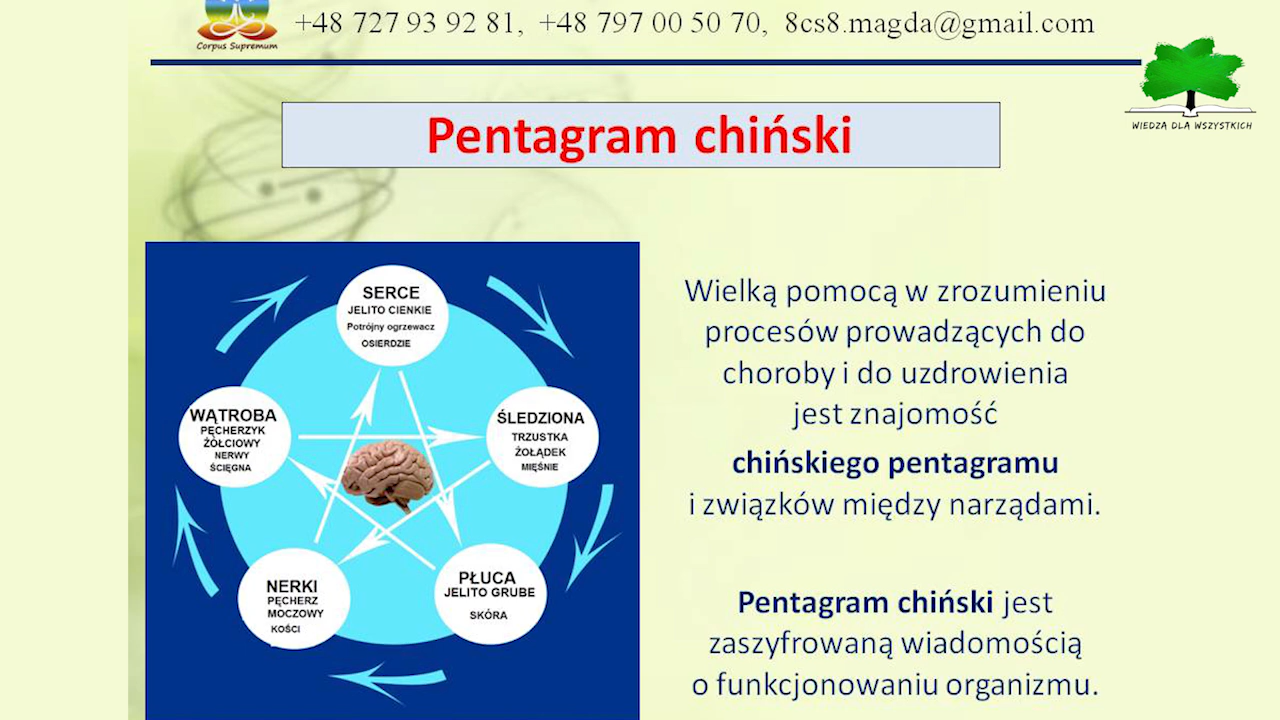 Corpus Supremum
+48 727 93 92 81, +48 797 00 50 70, 8cs8.magda@gmail.com
WIEDZA DLA WSZYSTKICH
Pentagram chiński
SERCE
JELITO CIENKIE
Potrójny ogrzewacz
OSIERDZIE
WĄTROBA
PĘCHERZYK
ŻÓŁCIOWY
NERWY
ŚCIĘGNA
ŚLEDZIONA
TRZUSTKA
ŻOŁĄDEK
MIĘŚNIE
NERKI
PĘCHERZ
MOCZOWY
KOŚCI
PŁUCA
JELITO GRUBE
SKÓRA
Wielką pomocą w zrozumieniu
procesów prowadzących do
choroby i do uzdrowienia
jest znajomość
chińskiego pentagramu
i związków między narządami.
Pentagram chiński jest
zaszyfrowaną wiadomością
o funkcjonowaniu organizmu.